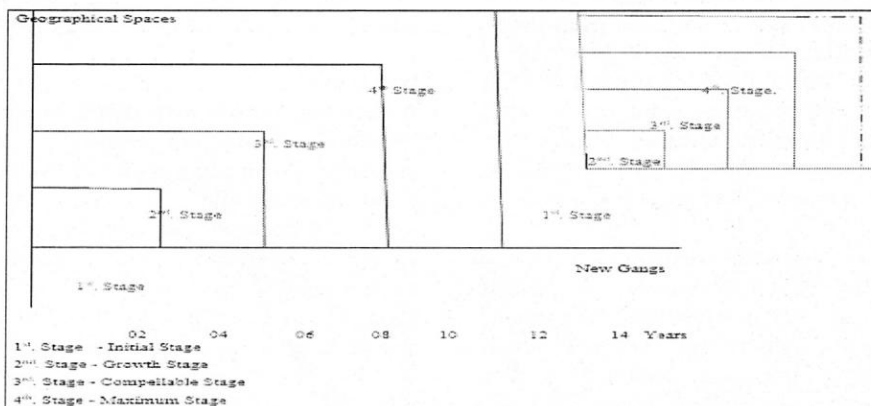 Geographical Spaces
4th. Stage
4th. Stage.
3rd. Stage
3rd. Stage
2nd. Stage
2nd. Stage
1st. Stage
New Gangs
1st. Stage
02 04 06 08 10 12 14 Years
1st. Stage - Initial Stage
2nd. Stage - Growth Stage
3rd. Stage - Compellable Stage
4th. Stage - Maximum Stage